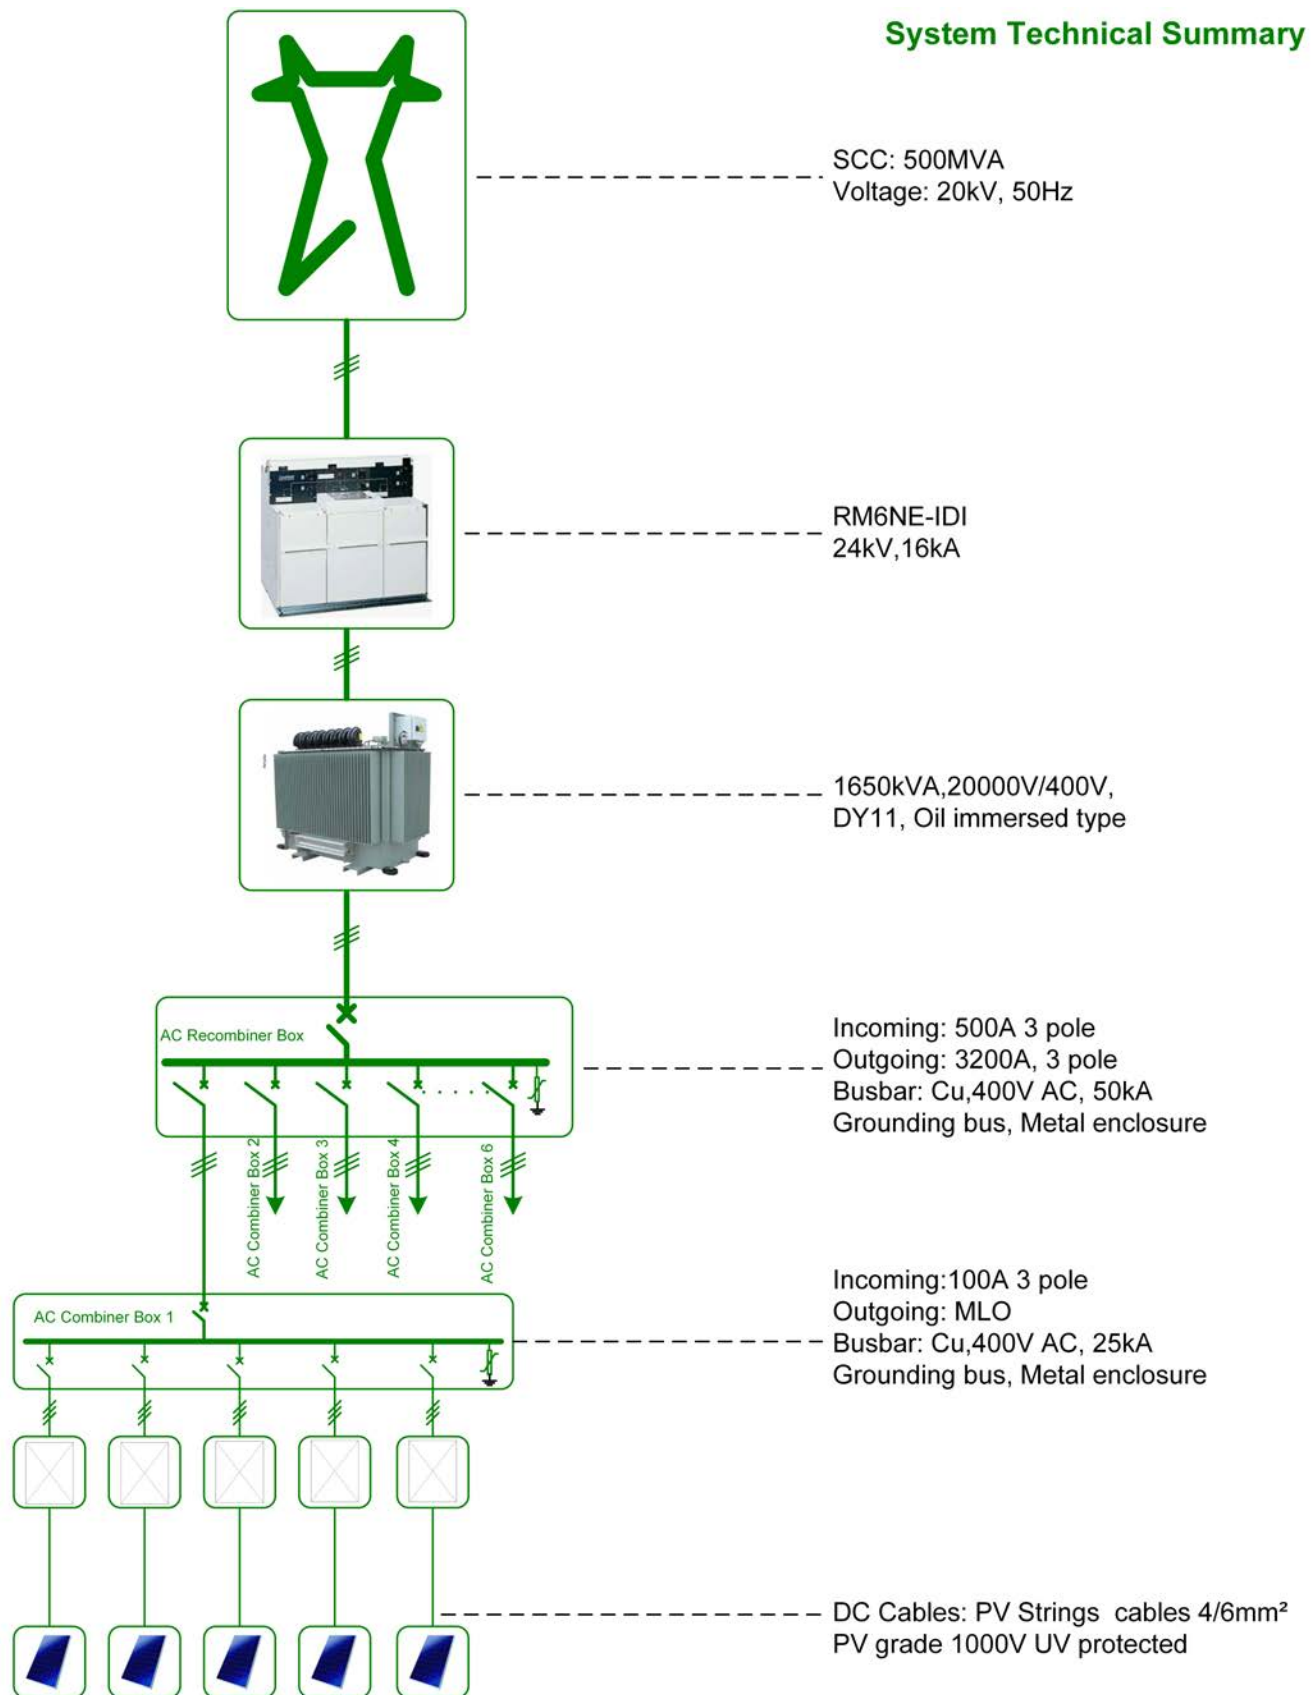 System Technical Summary
SCC: 500MVA
Voltage: 20kV, 50Hz
RM6NE-IDI
24kV,16kA
1650kVA,20000V/400V,
DY11, Oil immersed type
AC Recombiner Box
Incoming: 500A 3 pole
Outgoing: 3200A, 3 pole
Busbar: Cu,400V AC, 50kA
Grounding bus, Metal enclosure
AC Combiner Box 2
AC Combiner Box 3
AC Combiner Box 4
AC Combiner Box 6
AC Combiner Box 1
Incoming:100A 3 pole
Outgoing: MLO
Busbar: Cu,400V AC, 25kA
Grounding bus, Metal enclosure
DC Cables: PV Strings cables 4/6mm²
PV grade 1000V UV protected